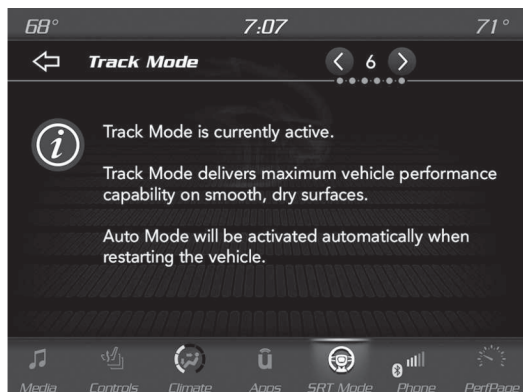 68° 7:07 71°
Track Mode 6
Track Mode is currently active.
Track Mode delivers maximum vehicle performance
capability on smooth, dry surfaces.
Auto Mode will be activated automatically when
restarting the vehicle.
Media Controls Climate Apps SRT Mode Phone PerfPage